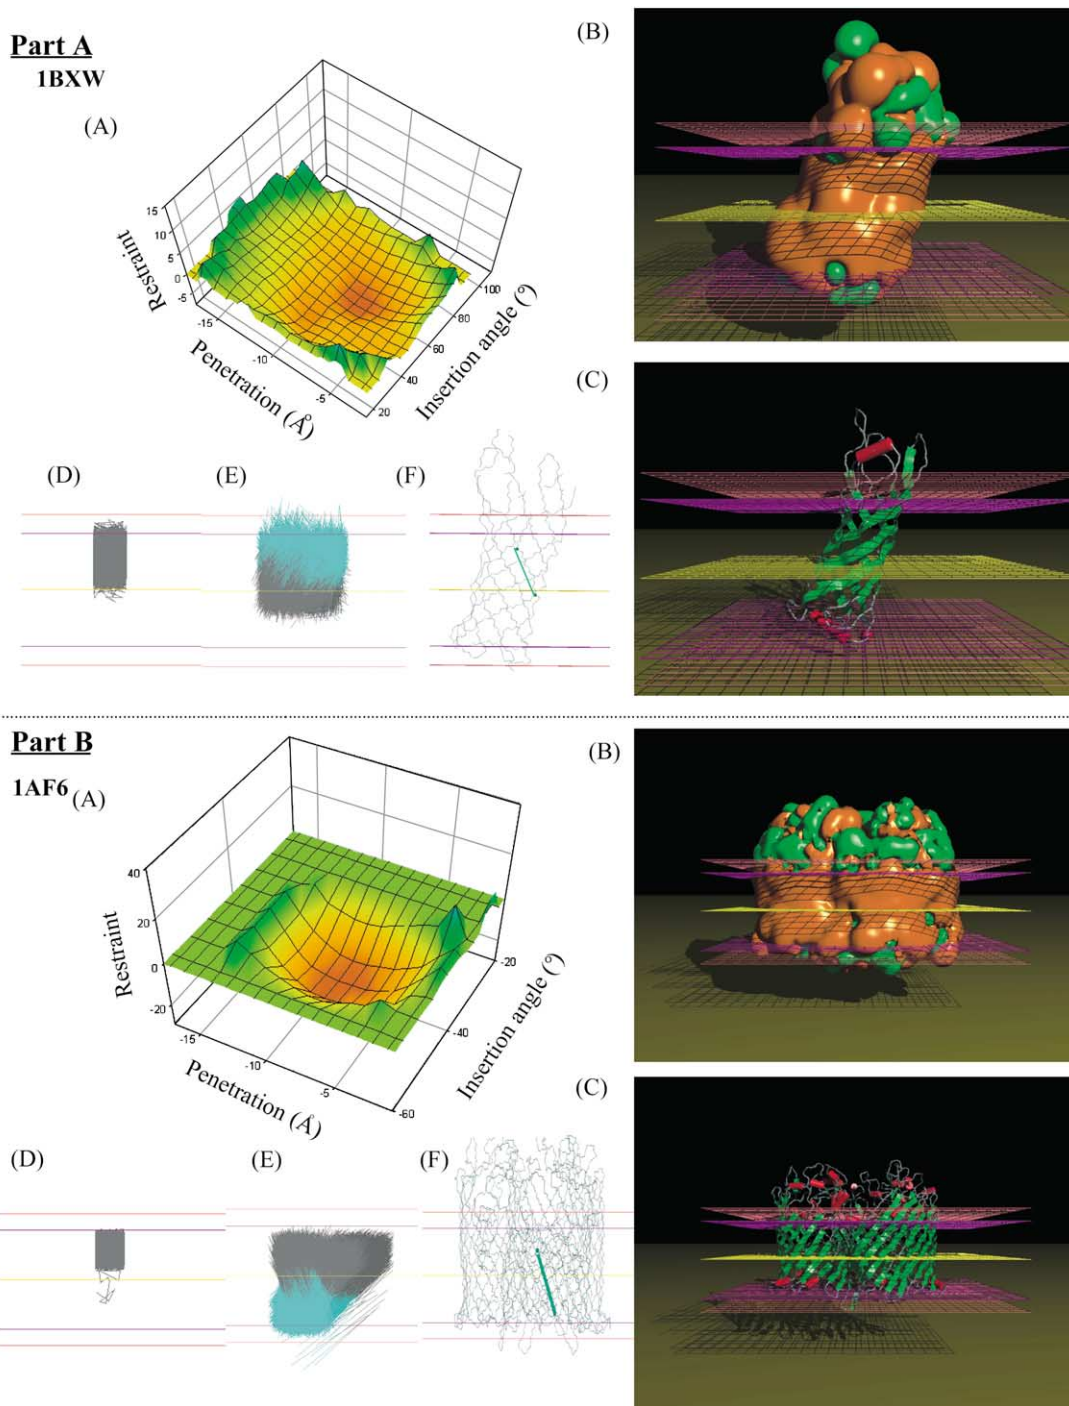 Part A
1BXW
(A)
15
10
5
0
-5
Restraint
-15
-10
-5
Penetration (Å)
20
40
60
80
100
Insertion angle (°)
(B)
(C)
(D)
(E)
(F)
Part B
1AF6
(A)
40
20
0
-20
Restraint
-15
-10
-5
Penetration (Å)
-60
-40
-20
Insertion angle (°)
(B)
(C)
(D)
(E)
(F)